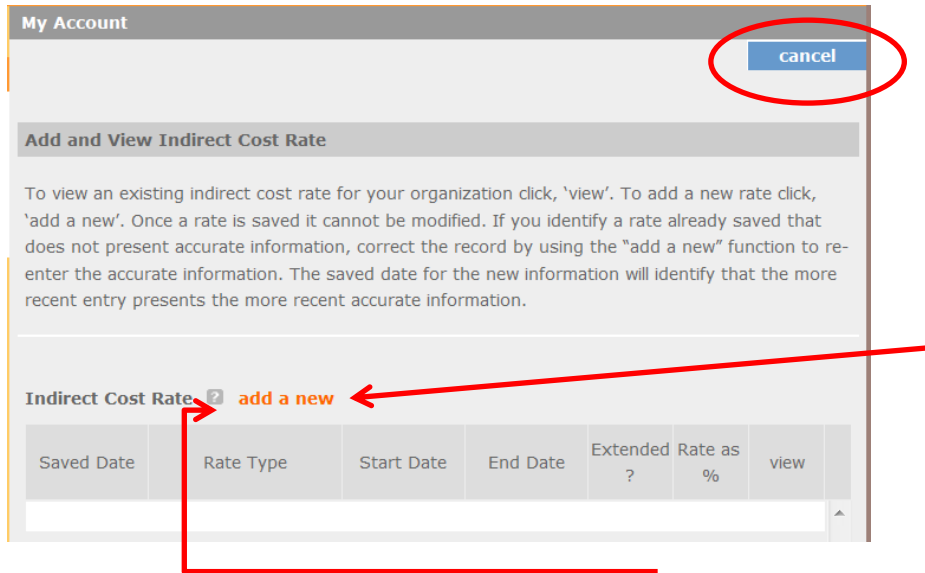 My Account
cancel
Add and View Indirect Cost Rate
To view an existing indirect cost rate for your organization click, ‘view’. To add a new rate click,
‘add a new’. Once a rate is saved it cannot be modified. If you identify a rate already saved that
does not present accurate information, correct the record by using the “add a new” function to re-
enter the accurate information. The saved date for the new information will identify that the more
recent entry presents the more recent accurate information.
Indirect Cost Rate ? add a new
Saved Date Rate Type Start Date End Date Extended ? Rate as % view